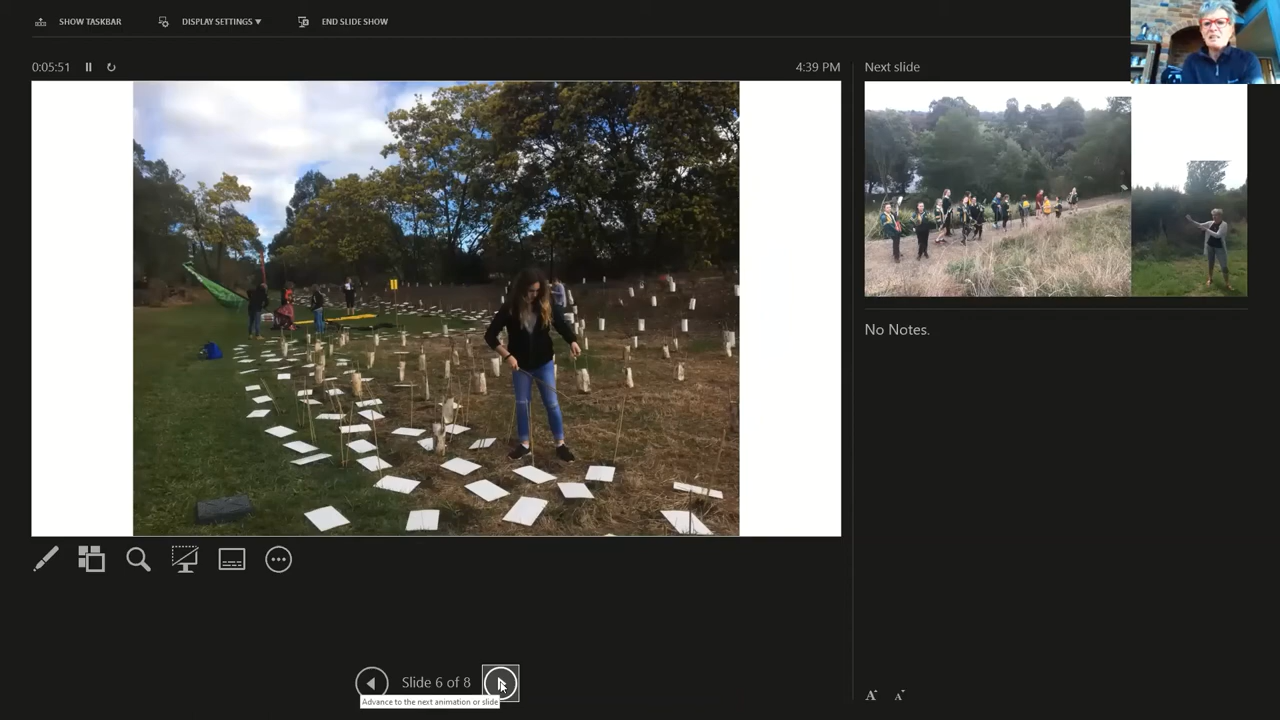 SHOW TASKBAR
DISPLAY SETTINGS ▼
END SLIDE SHOW
0:05:51
4:39 PM
Next slide
No Notes.
Slide 6 of 8
Advance to the next animation or slide
A A